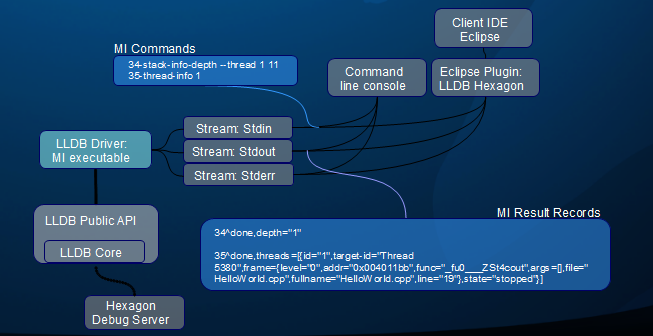 Client IDE
Eclipse
MI Commands
34-stack-info-depth --thread 1 11
35-thread-info 1
Command
line console
Eclipse Plugin:
LLDB Hexagon
LLDB Driver:
MI executable
Stream: Stdin
Stream: Stdout
Stream: Stderr
LLDB Public API
LLDB Core
Hexagon
Debug Server
MI Result Records
34^done,depth="1"
35^done,threads=[{id="1",target-id="Thread
5380",frame={level="0",addr="0x004011bb",func="_fu0___ZSt4cout",args=[],file="
HelloWorld.cpp",fullname="HelloWorld.cpp",line="19"},state="stopped"}]